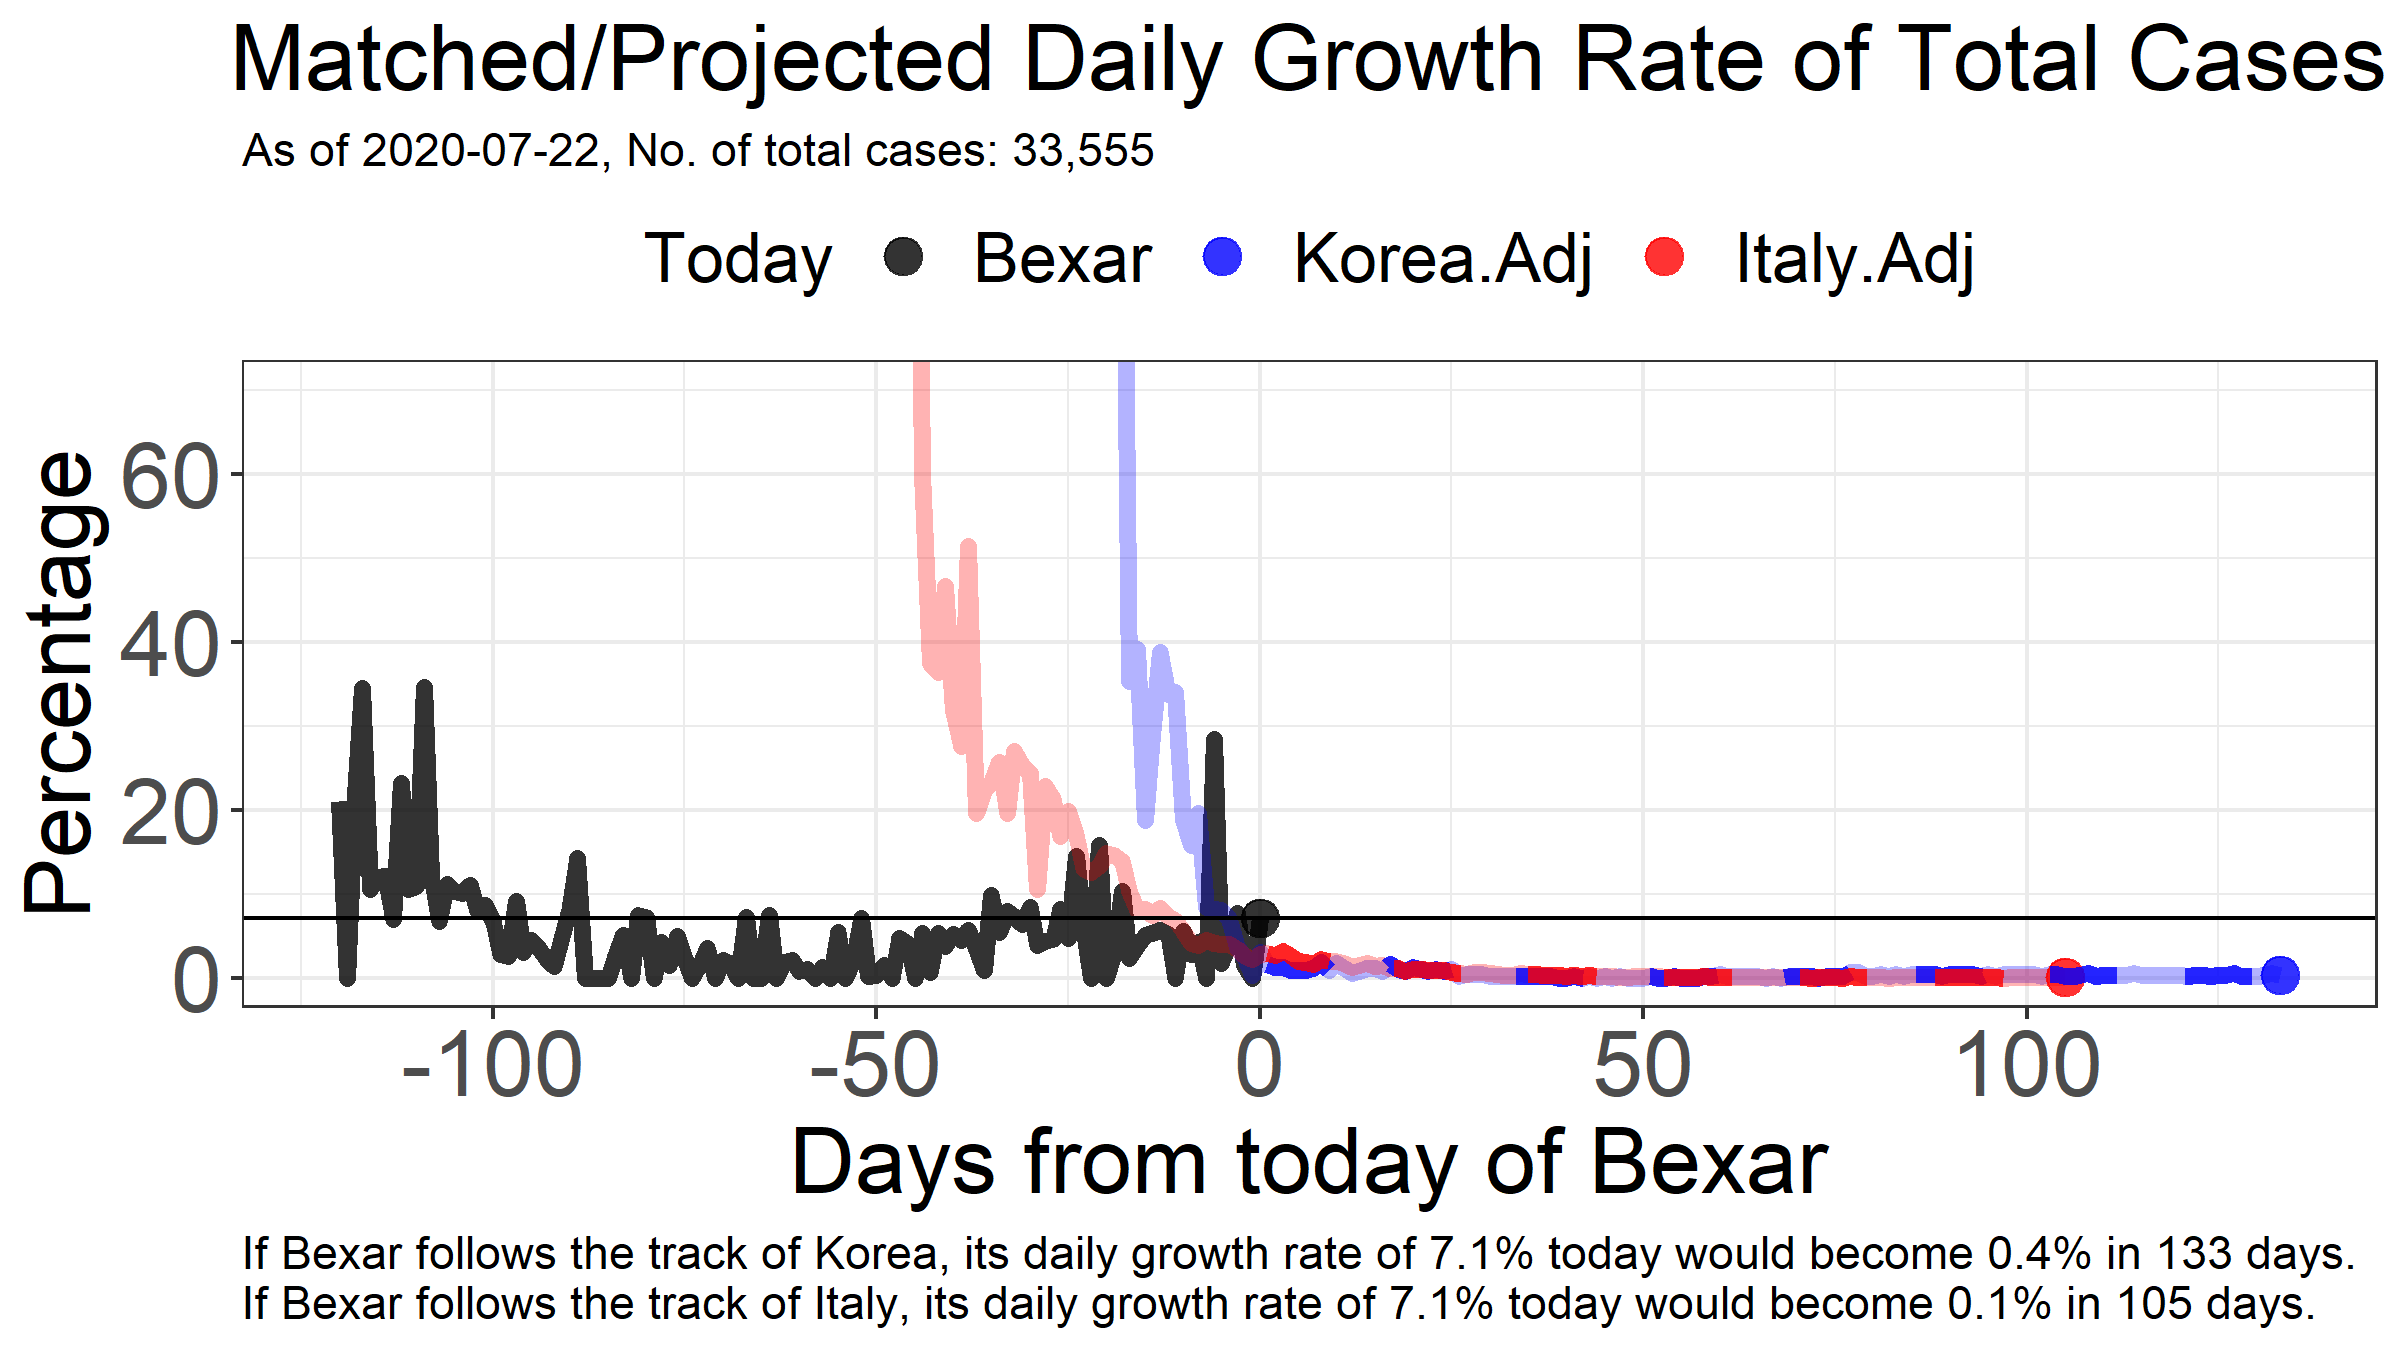 Matched/Projected Daily Growth Rate of Total Cases
As of 2020-07-22, No. of total cases: 33,555
Today Bexar Korea.Adj Italy.Adj
Percentage
60
40
20
0
-100 -50 0 50 100
Days from today of Bexar
If Bexar follows the track of Korea, its daily growth rate of 7.1% today would become 0.4% in 133 days.
If Bexar follows the track of Italy, its daily growth rate of 7.1% today would become 0.1% in 105 days.